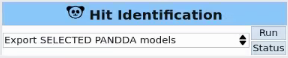 Hit Identification
Run
Export SELECTED PANDDA models
Status